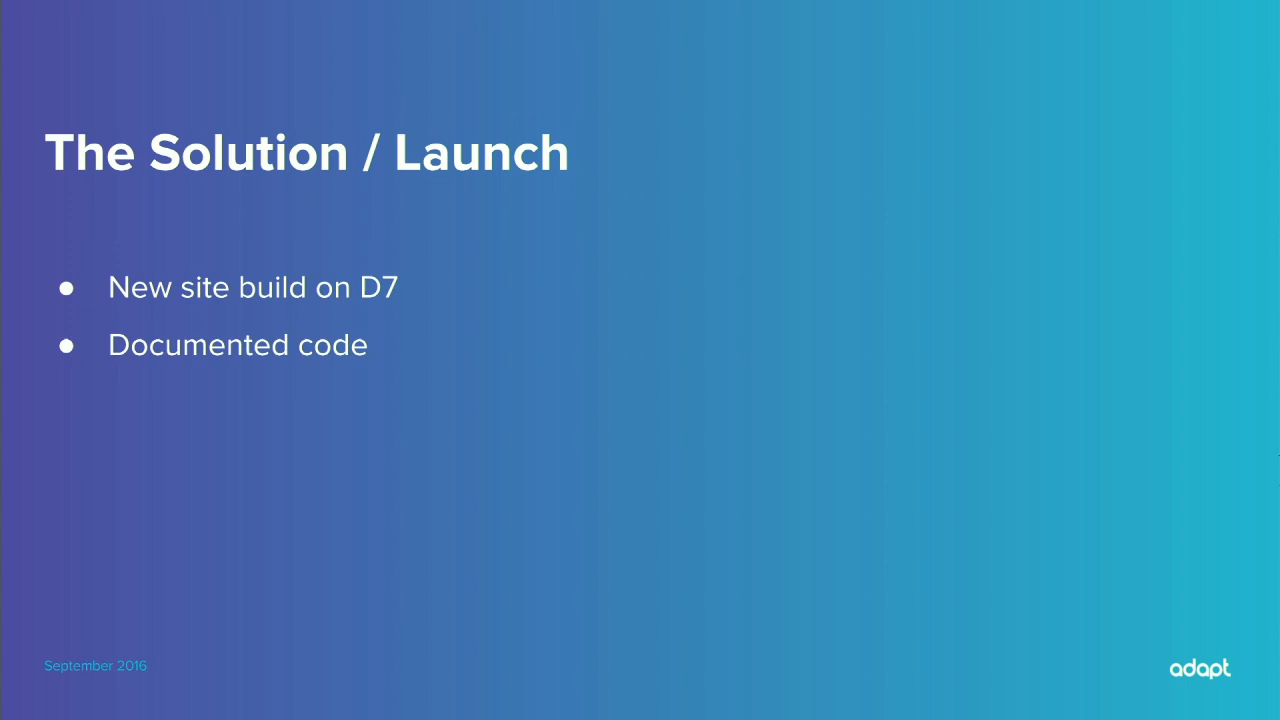 The Solution / Launch
● New site build on D7
● Documented code
September 2016
adapt